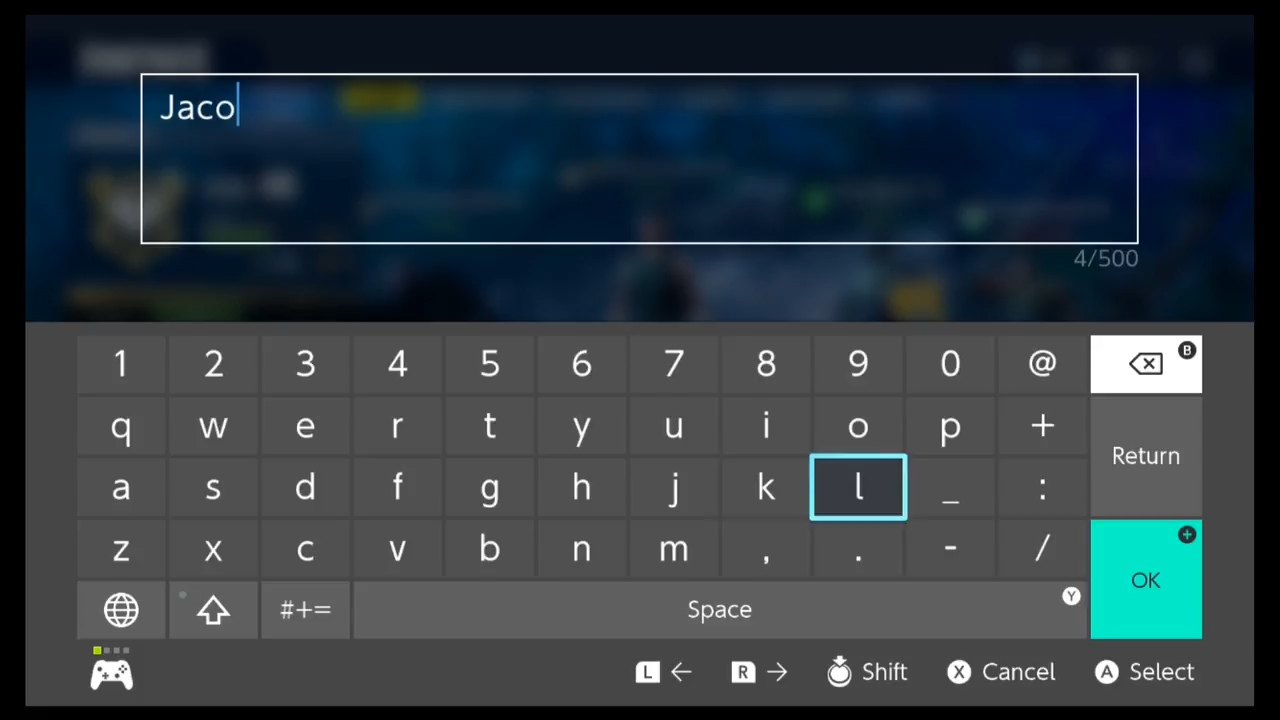 Jaco
4/500
1 2 3 4 5 6 7 8 9 0 @ B
q w e r t y u i o p +
Return
a s d f g h j k l _ :
z x c v b n m , . - /
OK
#+= Space Y
L ← R → Shift X Cancel A Select